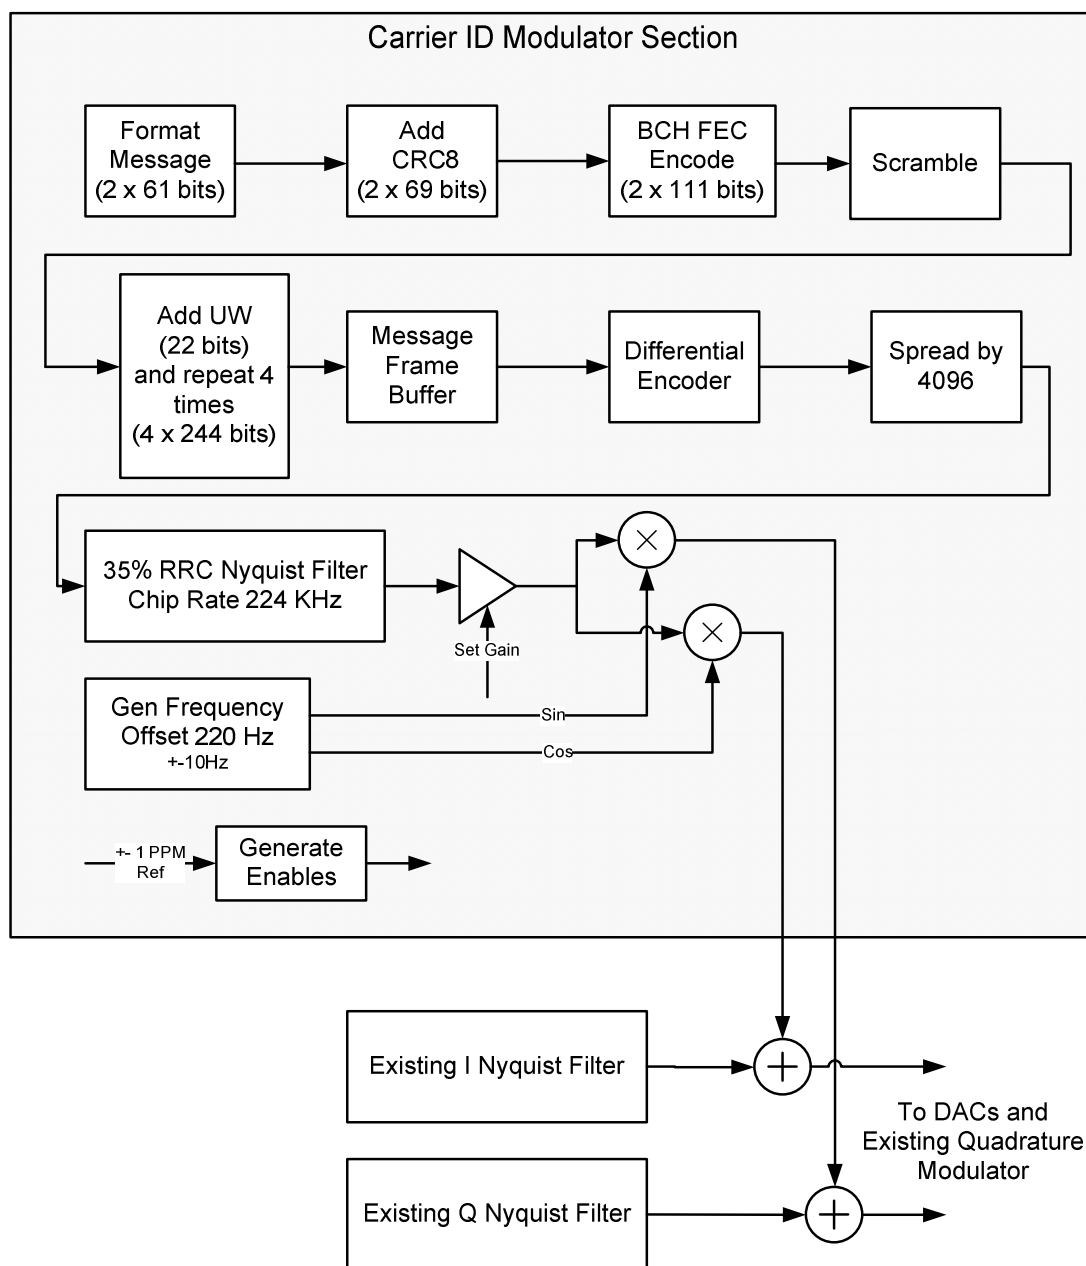 Carrier ID Modulator Section
Format
Message
(2 x 61 bits)
Add
CRC8
(2 x 69 bits)
BCH FEC
Encode
(2 x 111 bits)
Scramble
Add UW
(22 bits)
and repeat 4
times
(4 x 244 bits)
Message
Frame
Buffer
Differential
Encoder
Spread by
4096
35% RRC Nyquist Filter
Chip Rate 224 KHz
Set Gain
Gen Frequency
Offset 220 Hz
+-10Hz
Sin
Cos
+- 1 PPM
Ref
Generate
Enables
Existing I Nyquist Filter
To DACs and
Existing Quadrature
Modulator
Existing Q Nyquist Filter